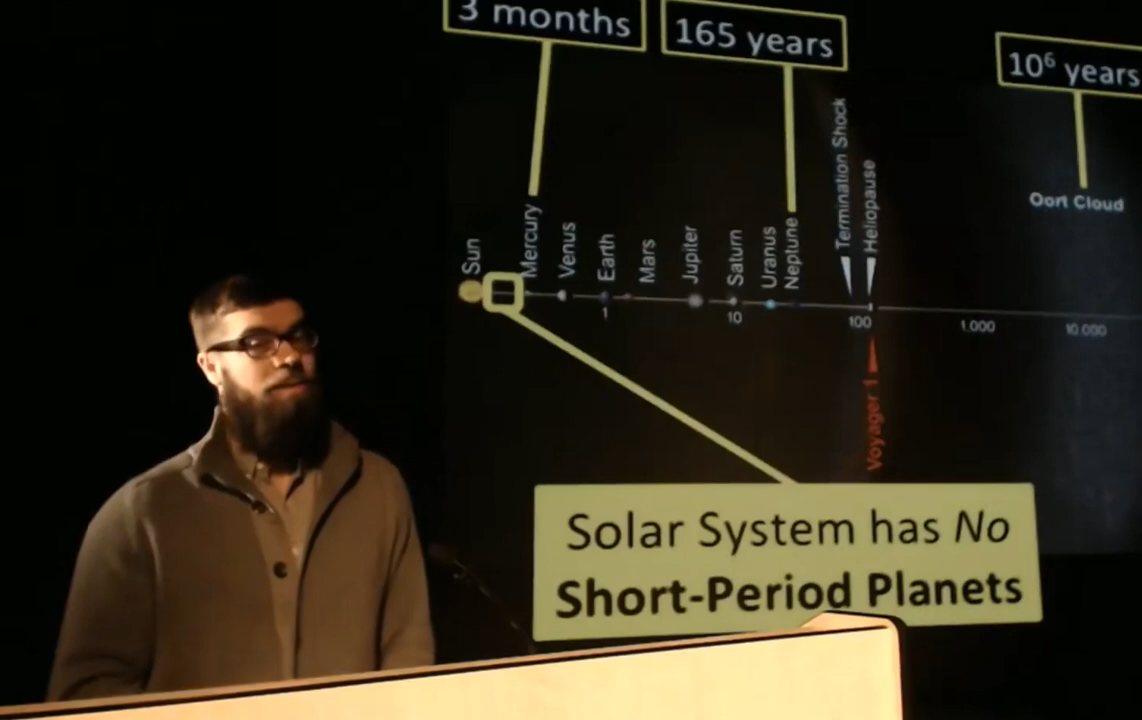 3 months
165 years
10⁶ years
Termination Shock
Heliopause
Oort Cloud
Sun
Mercury
Venus
Earth
Mars
Jupiter
Saturn
Uranus
Neptune
1
10
100
1,000
10,000
Voyager 1
Solar System has No
Short-Period Planets